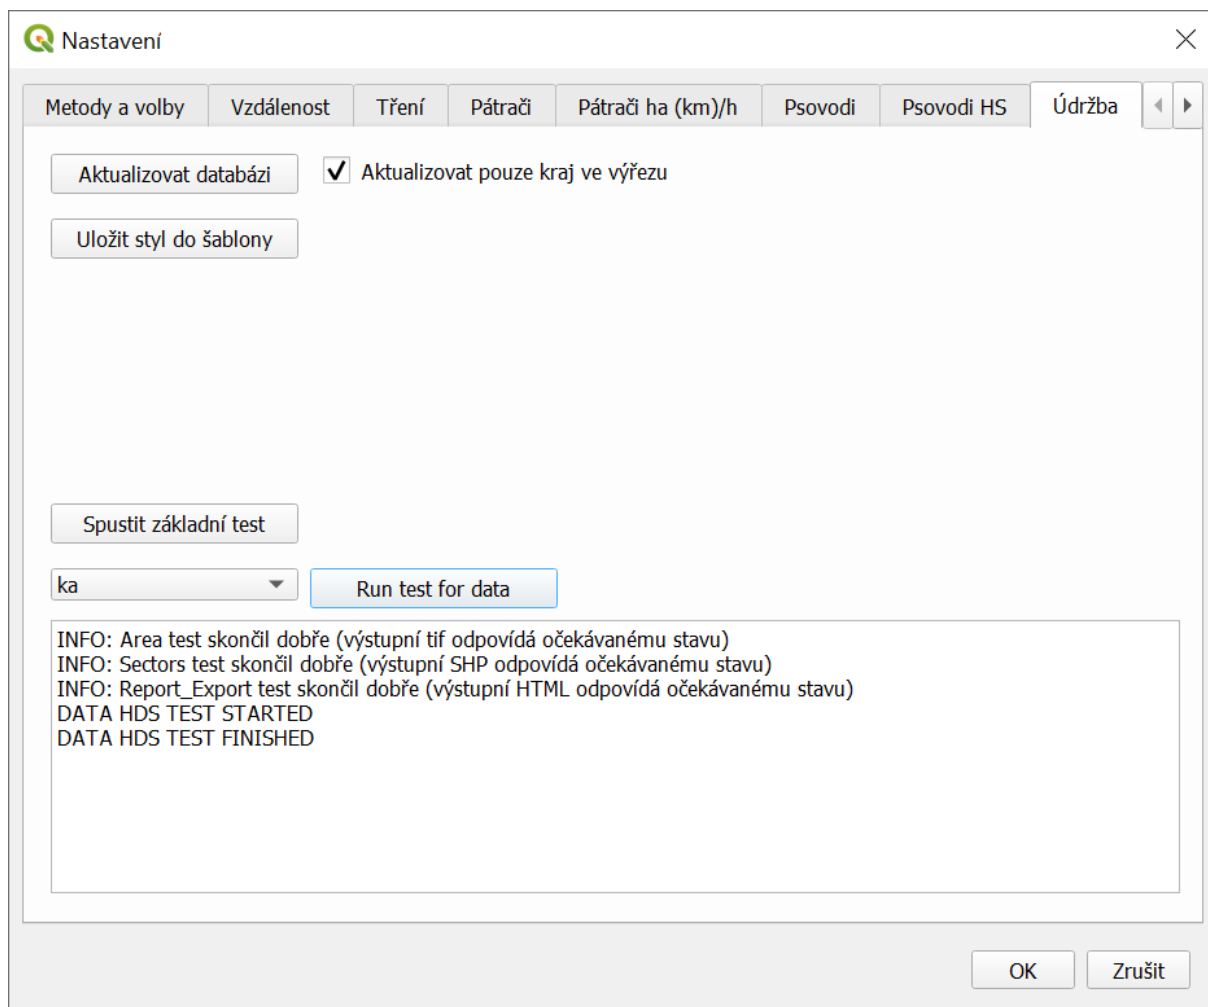 Nastavení
Metody a volby Vzdálenost Tření Pátrači Pátrači ha (km)/h Psovodi Psovodi HS Údržba
Aktualizovat databázi Aktualizovat pouze kraj ve výřezu
Uložit styl do šablony
Spustit základní test
ka Run test for data
INFO: Area test skončil dobře (výstupní tif odpovídá očekávanému stavu)
INFO: Sectors test skončil dobře (výstupní SHP odpovídá očekávanému stavu)
INFO: Report_Export test skončil dobře (výstupní HTML odpovídá očekávanému stavu)
DATA HDS TEST STARTED
DATA HDS TEST FINISHED
OK Zrušit